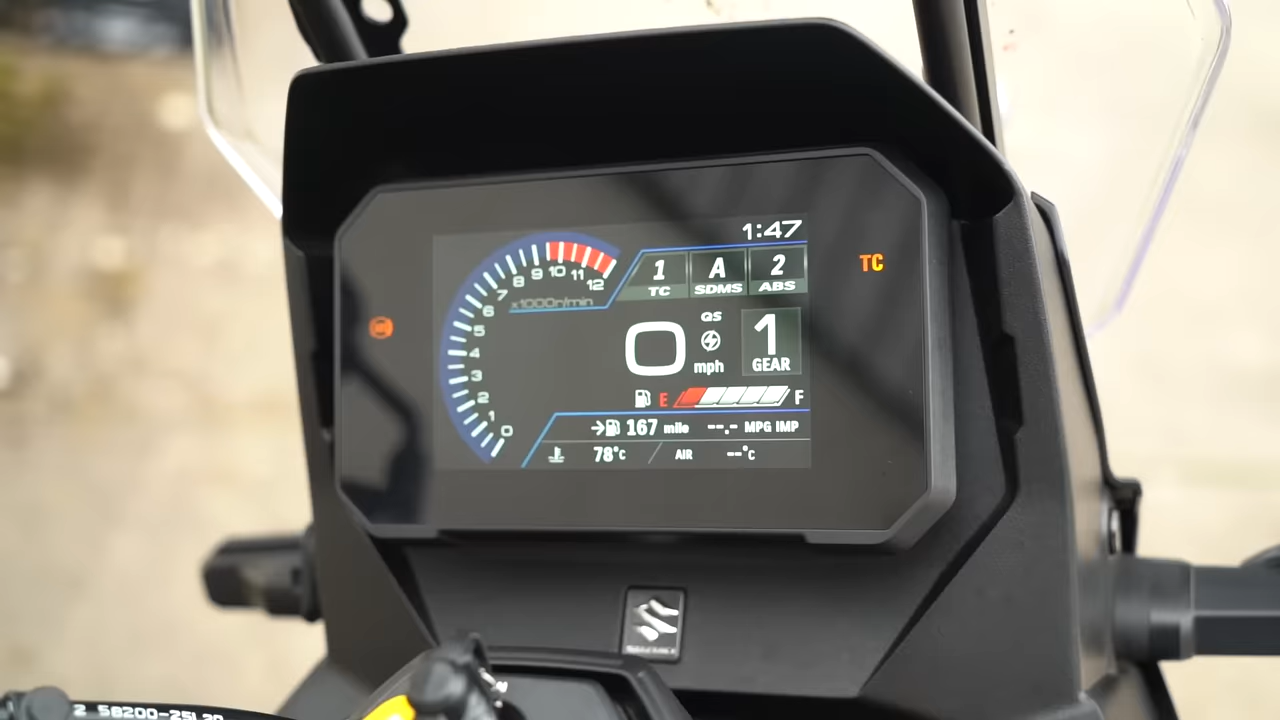 1:47
1 A 2
TC SDMS ABS
TC
0 1 2 3 4 5 6 7 8 9 10 11 12
x1000r/min
QS
0 mph
1
GEAR
E F
167 mile --.- MPG IMP
78°C / AIR --°C